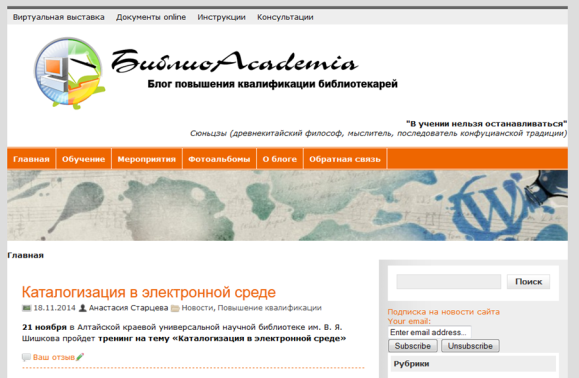 Виртуальная выставка Документы online Инструкции Консультации
БиблиоAcademia
Блог повышения квалификации библиотекарей
"В учении нельзя останавливаться"
Сюньцзы (древнекитайский философ, мыслитель, последователь конфуцианской традиции)
Главная Обучение Мероприятия Фотоальбомы О блоге Обратная связь
Главная
Поиск
Каталогизация в электронной среде
18.11.2014 Анастасия Старцева Новости, Повышение квалификации
21 ноября в Алтайской краевой универсальной научной библиотеке им. В. Я.
Шишкова пройдет тренинг на тему «Каталогизация в электронной среде»
Ваш отзыв
Подписка на новости сайта
Your email:
Enter email address...
Subscribe Unsubscribe
Рубрики